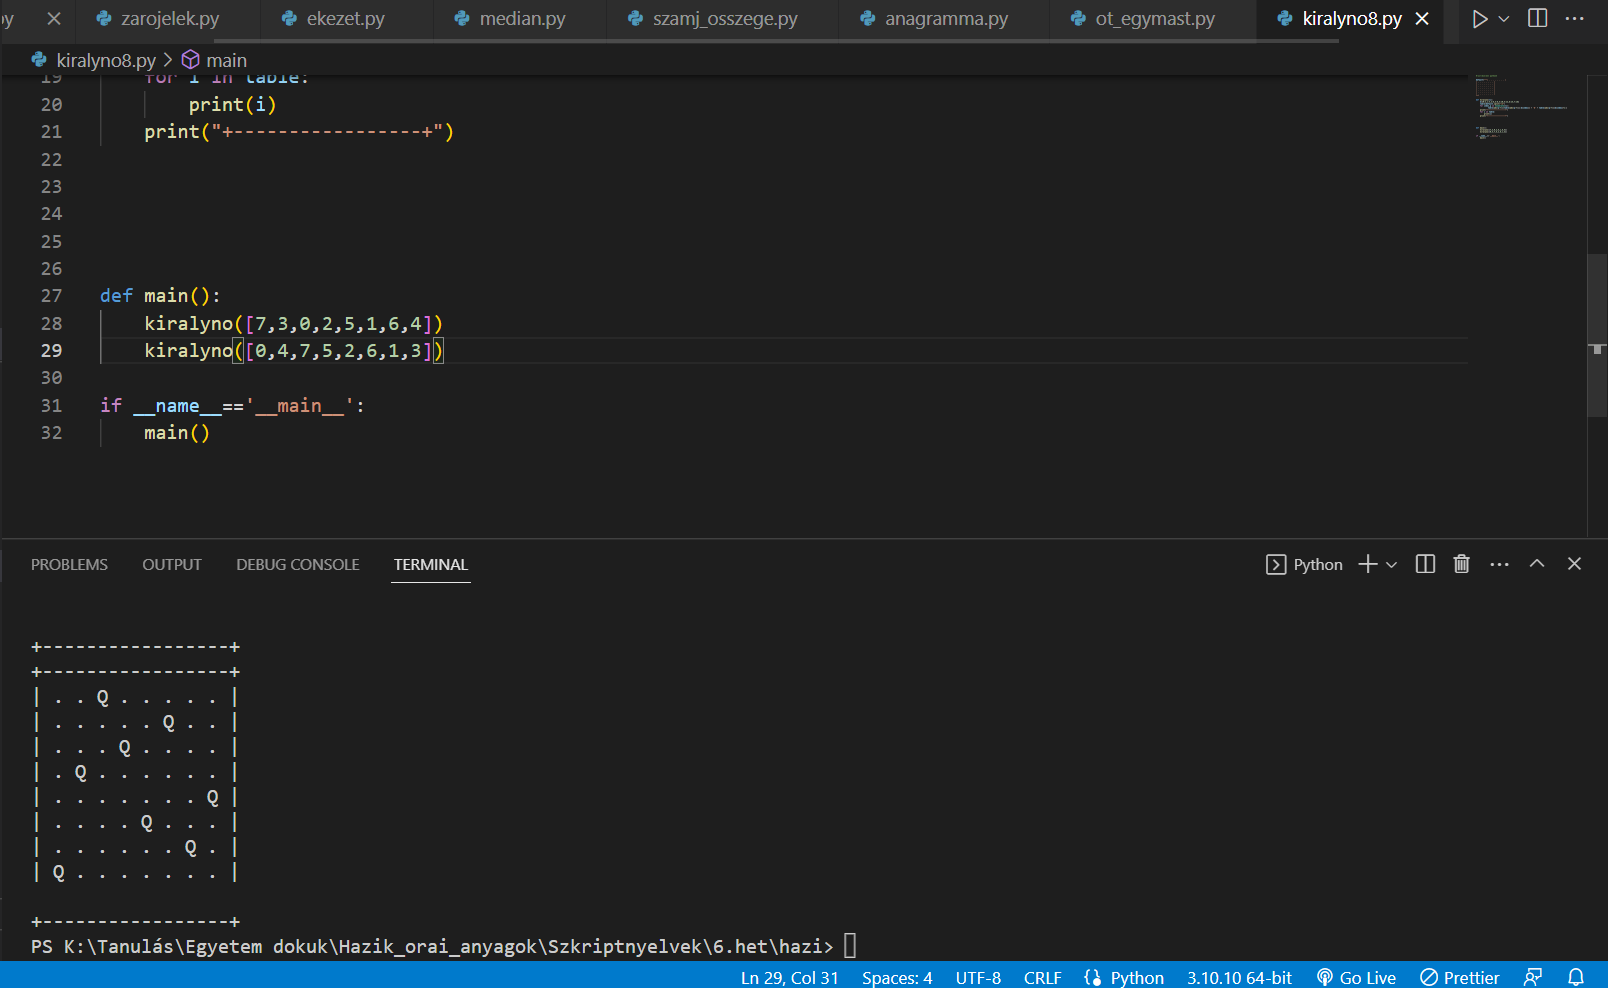 py zarojelek.py ekezet.py median.py szamj_osszege.py anagramma.py ot_egymast.py kiralyno8.py
kiralyno8.py > main
19 for i in table:
20 print(i)
21 print("+-----------------+")
22
23
24
25
26
27 def main():
28 kiralyno([7,3,0,2,5,1,6,4])
29 kiralyno([0,4,7,5,2,6,1,3])
30
31 if __name__=='__main__':
32 main()
PROBLEMS OUTPUT DEBUG CONSOLE TERMINAL Python
+-----------------+
+-----------------+
| . . Q . . . . . |
| . . . . . Q . . |
| . . . Q . . . . |
| . Q . . . . . . |
| . . . . . . . Q |
| . . . . Q . . . |
| . . . . . . Q . |
| Q . . . . . . . |
+-----------------+
PS K:\Tanulás\Egyetem dokuk\Hazik_orai_anyagok\Szkriptnyelvek\6.het\hazi>
Ln 29, Col 31 Spaces: 4 UTF-8 CRLF Python 3.10.10 64-bit Go Live Prettier